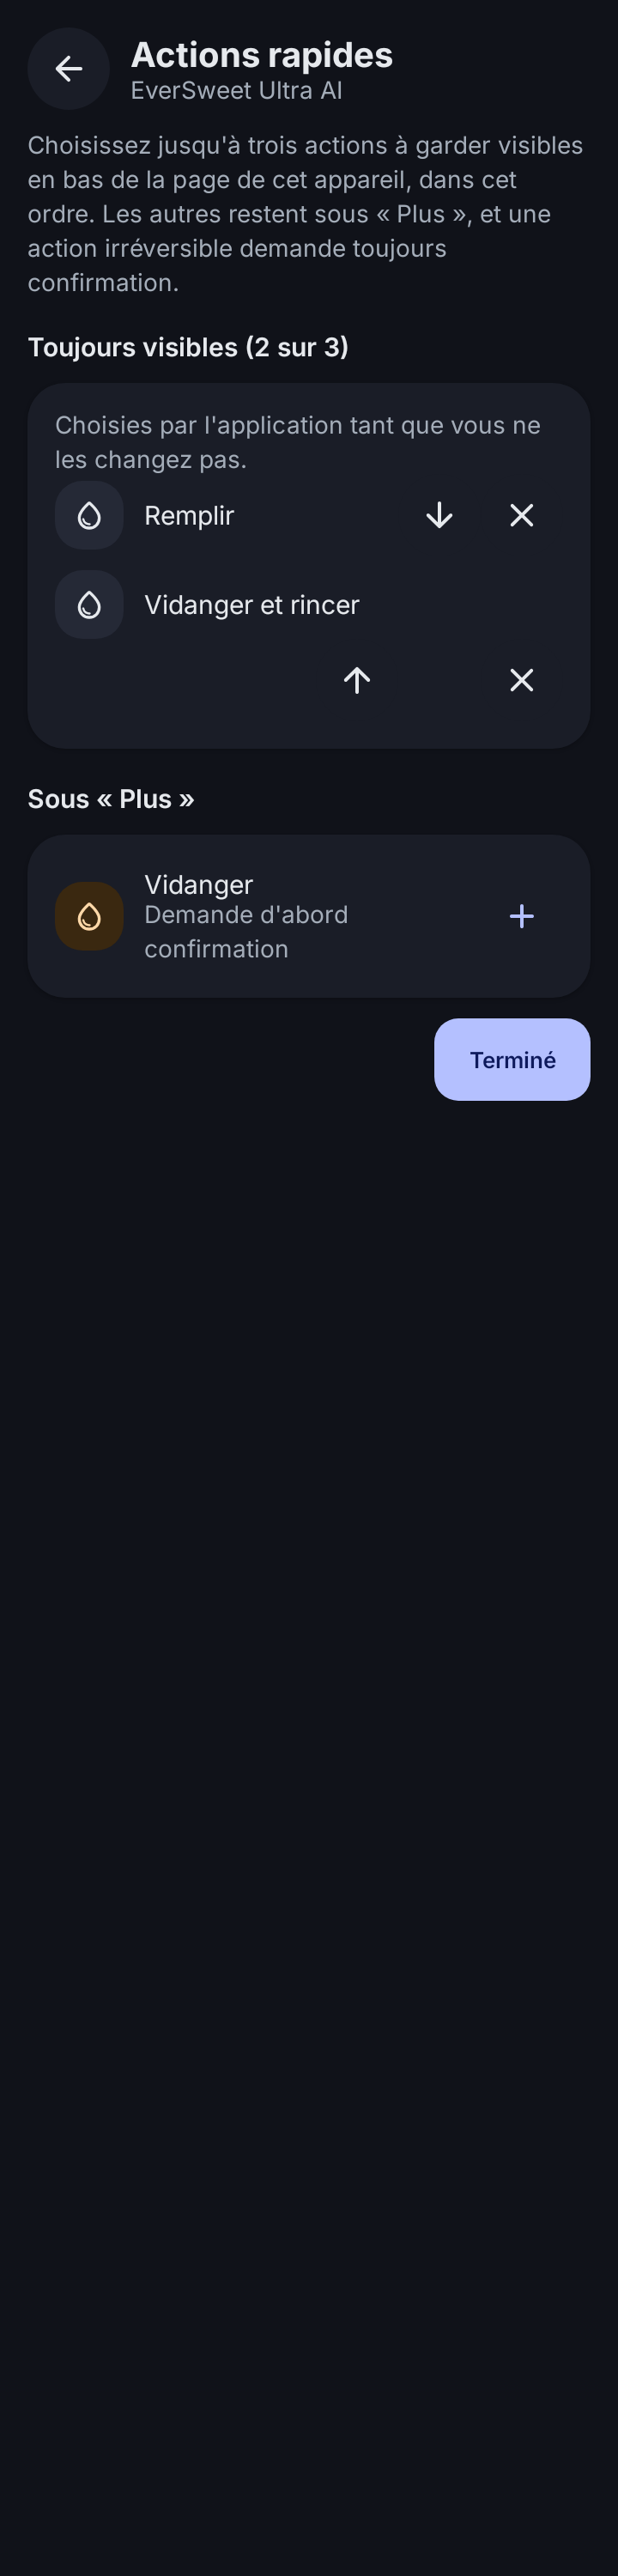 Actions rapides
EverSweet Ultra AI
Choisissez jusqu'à trois actions à garder visibles
en bas de la page de cet appareil, dans cet
ordre. Les autres restent sous « Plus », et une
action irréversible demande toujours
confirmation.
Toujours visibles (2 sur 3)
Choisies par l'application tant que vous ne
les changez pas.
Remplir
Vidanger et rincer
Sous « Plus »
Vidanger
Demande d'abord
confirmation
Terminé